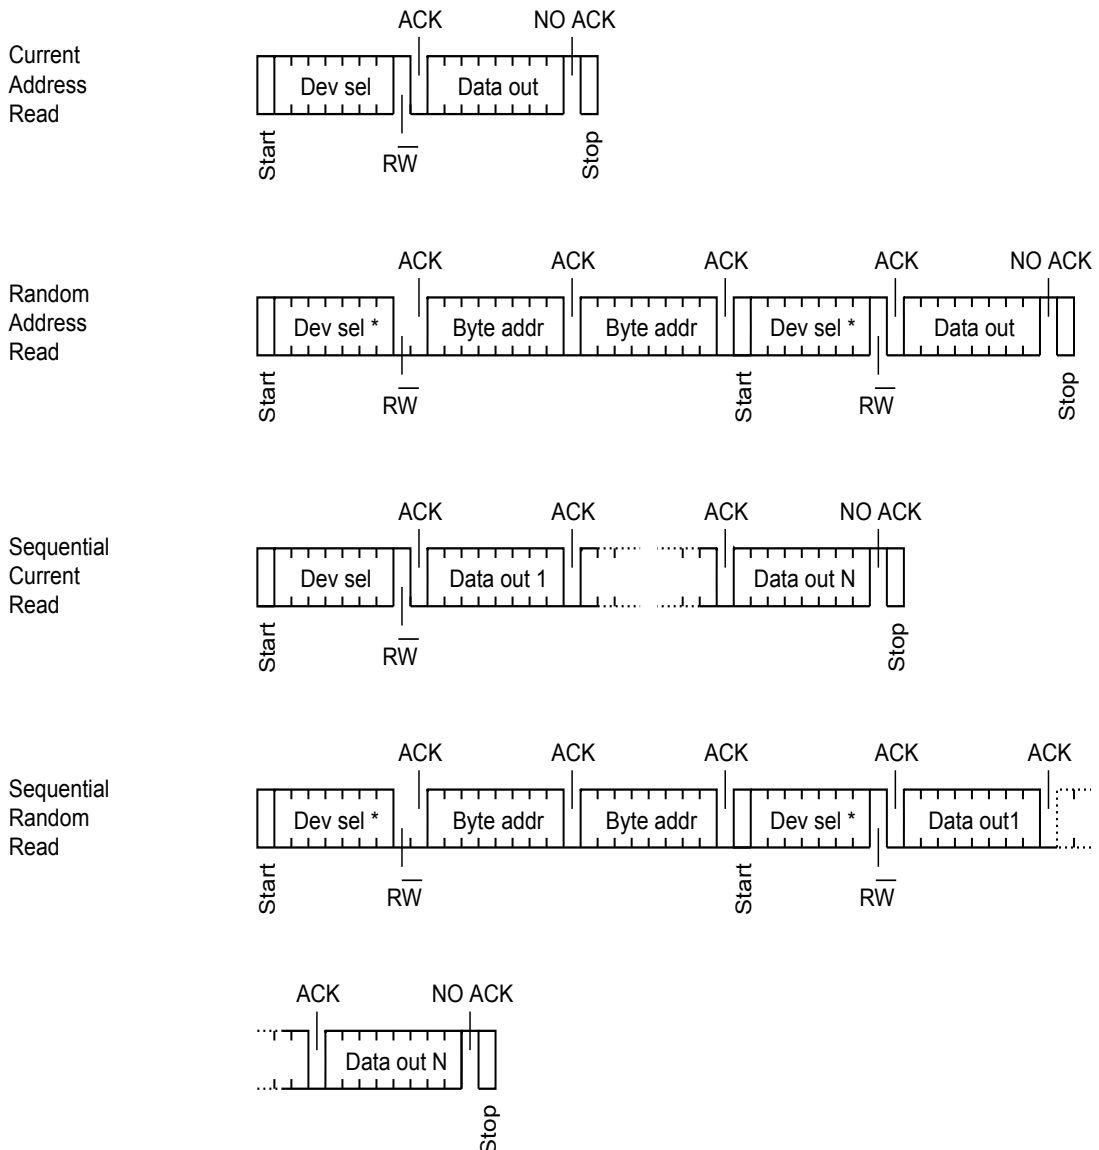 ACK NO ACK
Current
Address
Read
Dev sel Data out
Start RW Stop
ACK ACK ACK ACK NO ACK
Random
Address
Read
Dev sel * Byte addr Byte addr Dev sel * Data out
Start RW Start RW Stop
ACK ACK ACK NO ACK
Sequential
Current
Read
Dev sel Data out 1 Data out N
Start RW Stop
ACK ACK ACK ACK ACK
Sequential
Random
Read
Dev sel * Byte addr Byte addr Dev sel * Data out1
Start RW Start RW
ACK NO ACK
Data out N
Stop